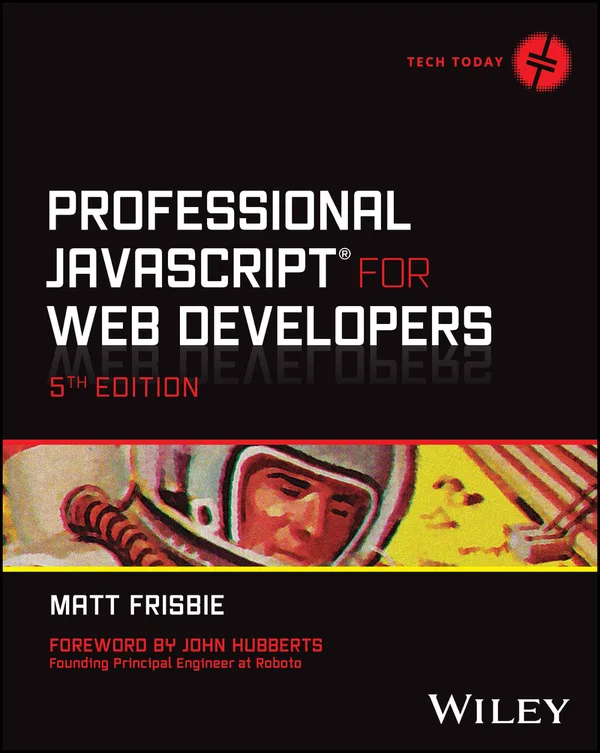 TECH TODAY
PROFESSIONAL
JAVASCRIPT® FOR
WEB DEVELOPERS
5TH EDITION
MATT FRISBIE
FOREWORD BY JOHN HUBBERTS
Founding Principal Engineer at Roboto
WILEY